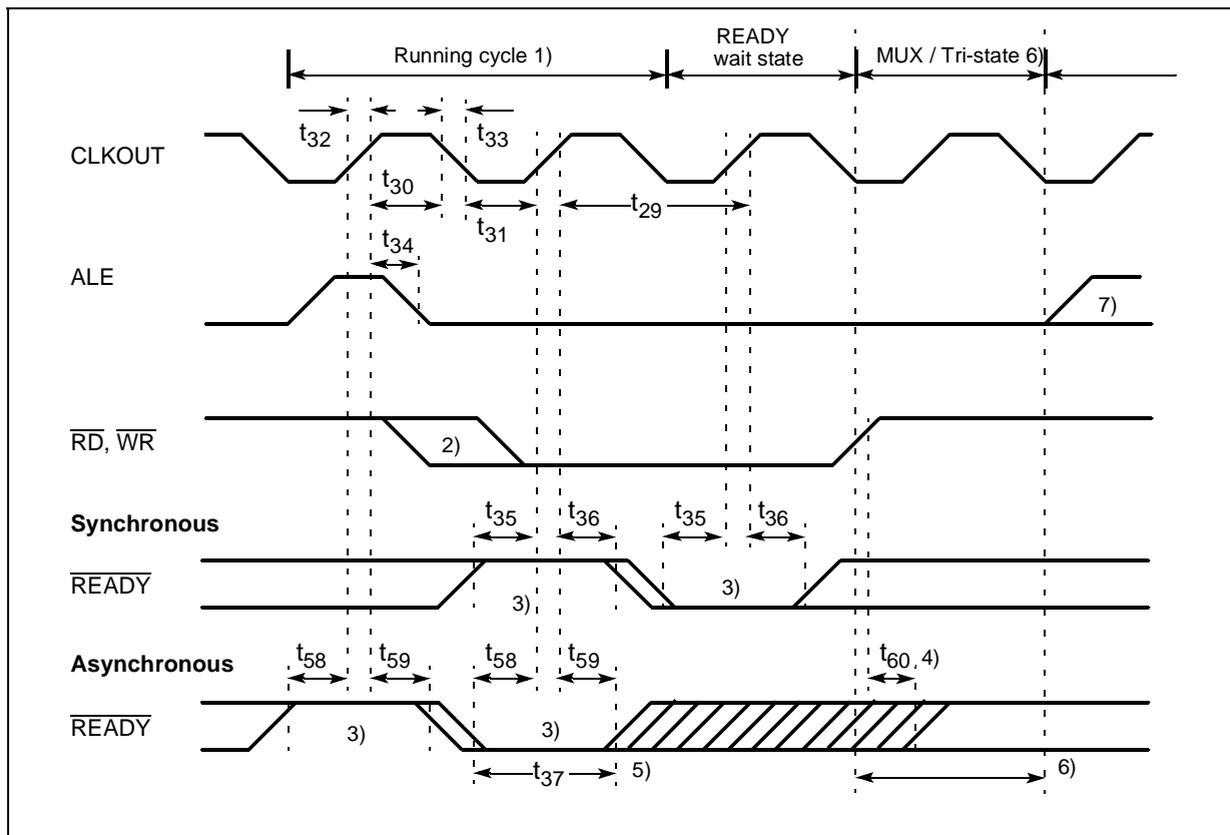 READY
Running cycle 1)
wait state
MUX / Tri-state 6)
t32
t33
CLKOUT
t30
t31
t29
t34
ALE
7)
RD, WR
2)
Synchronous
t35
t36
t35
t36
READY
3)
3)
Asynchronous
t58
t59
t58
t59
t60
4)
READY
3)
3)
t37
5)
6)